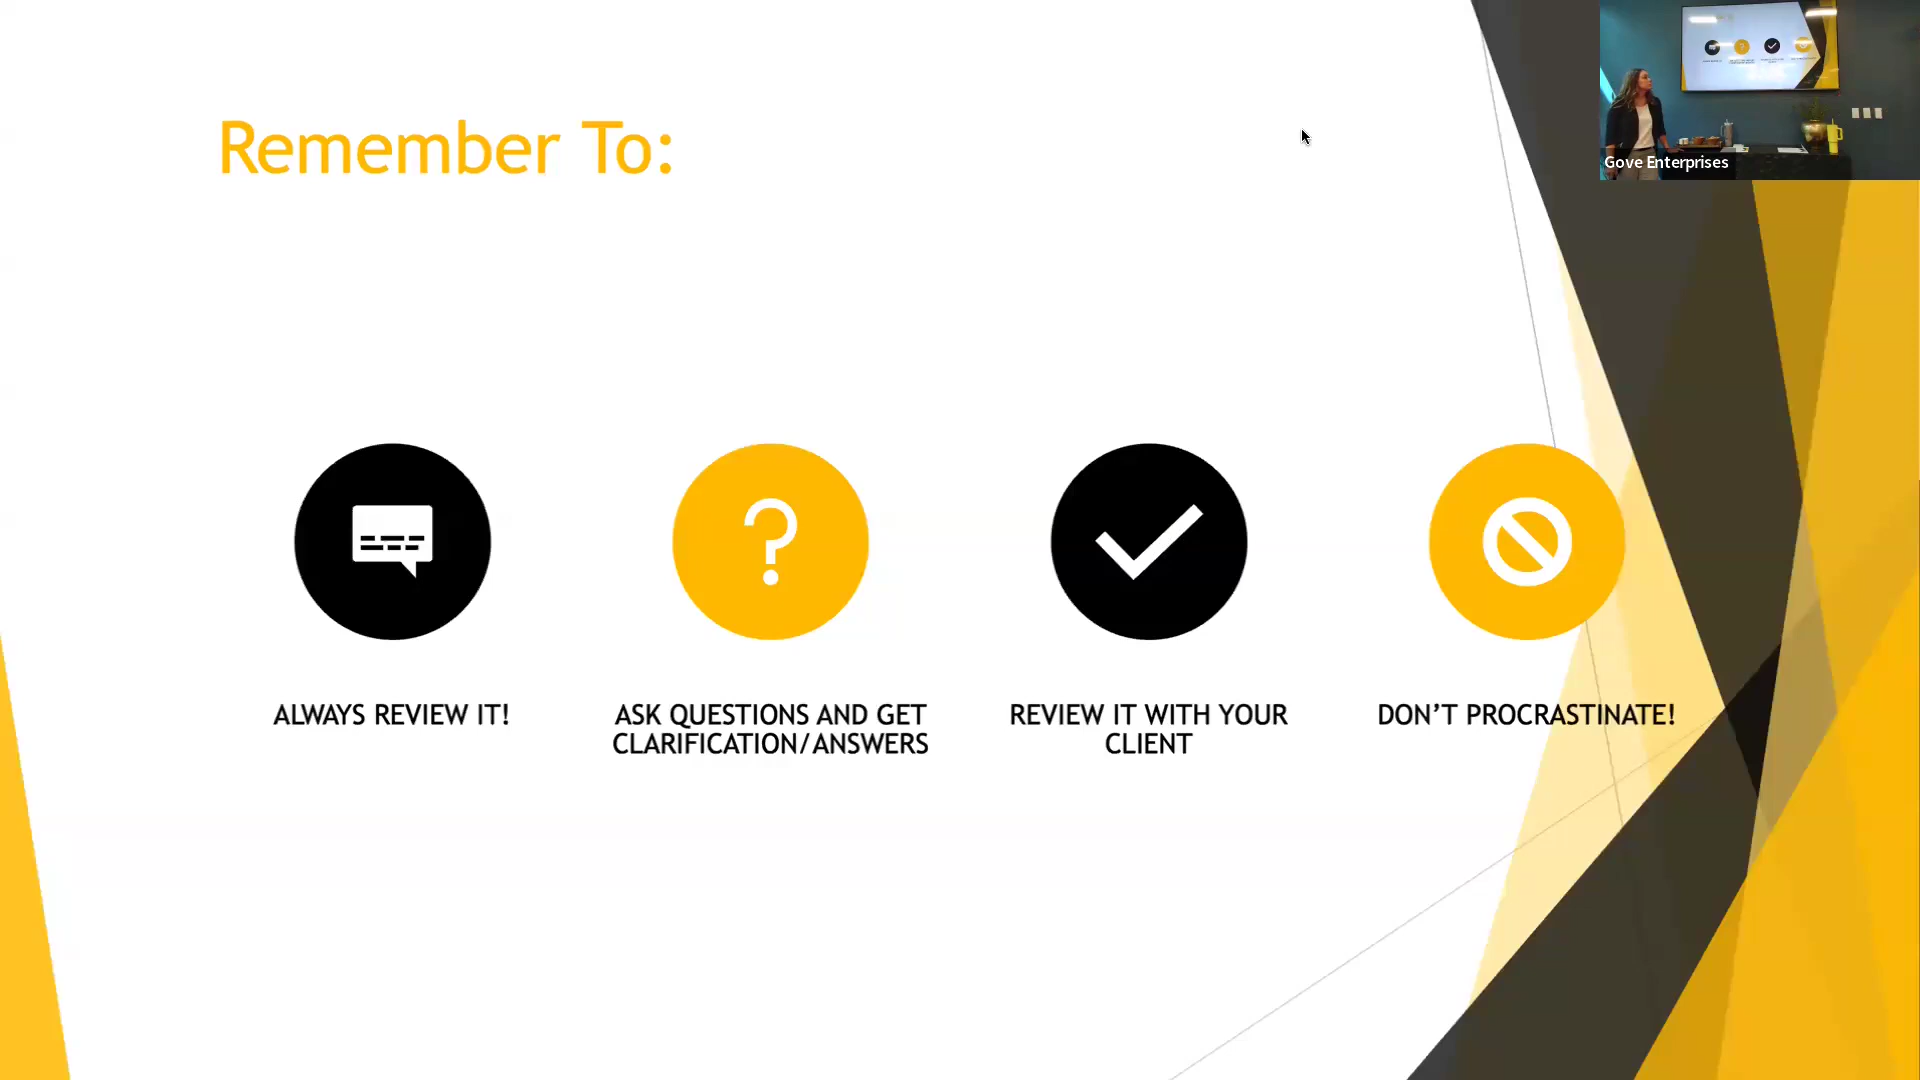 Remember To:
ALWAYS REVIEW IT!
ASK QUESTIONS AND GET
CLARIFICATION/ANSWERS
REVIEW IT WITH YOUR
CLIENT
DON’T PROCRASTINATE!
Gove Enterprises